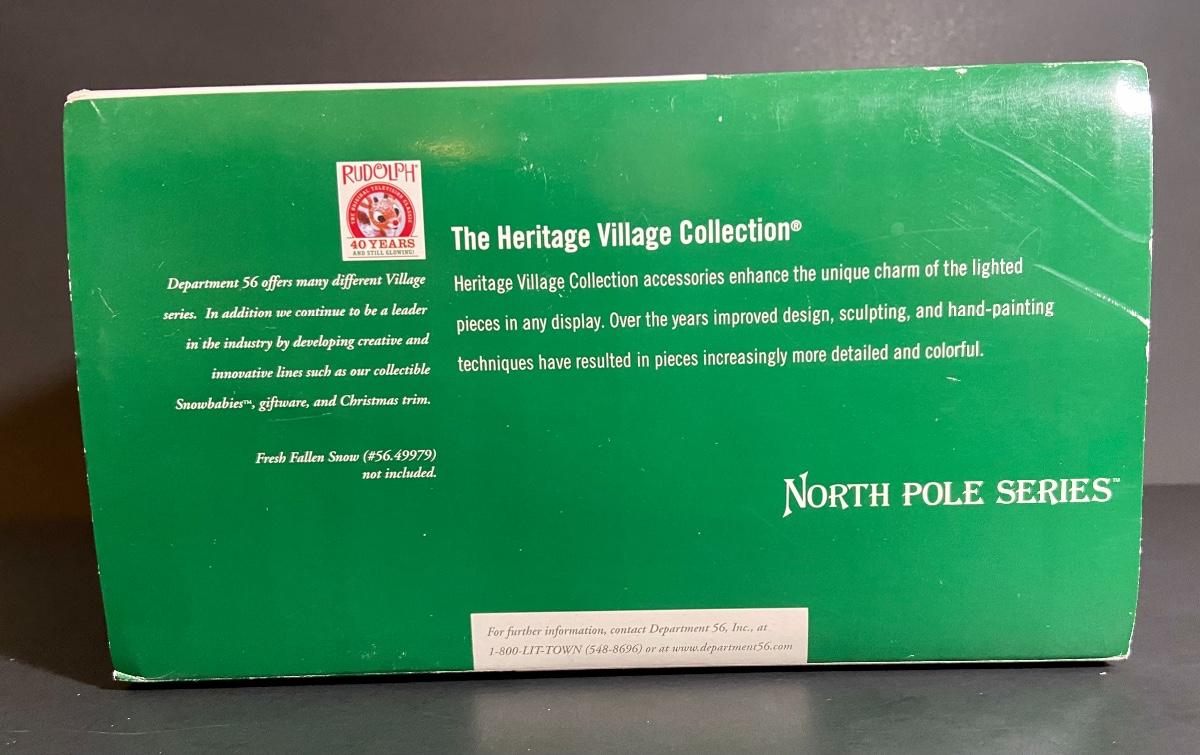 RUDOLPH®
THE ORIGINAL TELEVISION CLASSIC
40 YEARS
AND STILL GLOWING!
Department 56 offers many different Village
series. In addition we continue to be a leader
in the industry by developing creative and
innovative lines such as our collectible
Snowbabies™, giftware, and Christmas trim.
Fresh Fallen Snow (#56.49979)
not included.
The Heritage Village Collection®
Heritage Village Collection accessories enhance the unique charm of the lighted
pieces in any display. Over the years improved design, sculpting, and hand-painting
techniques have resulted in pieces increasingly more detailed and colorful.
NORTH POLE SERIES™
For further information, contact Department 56, Inc., at
1-800-LIT-TOWN (548-8696) or at www.department56.com